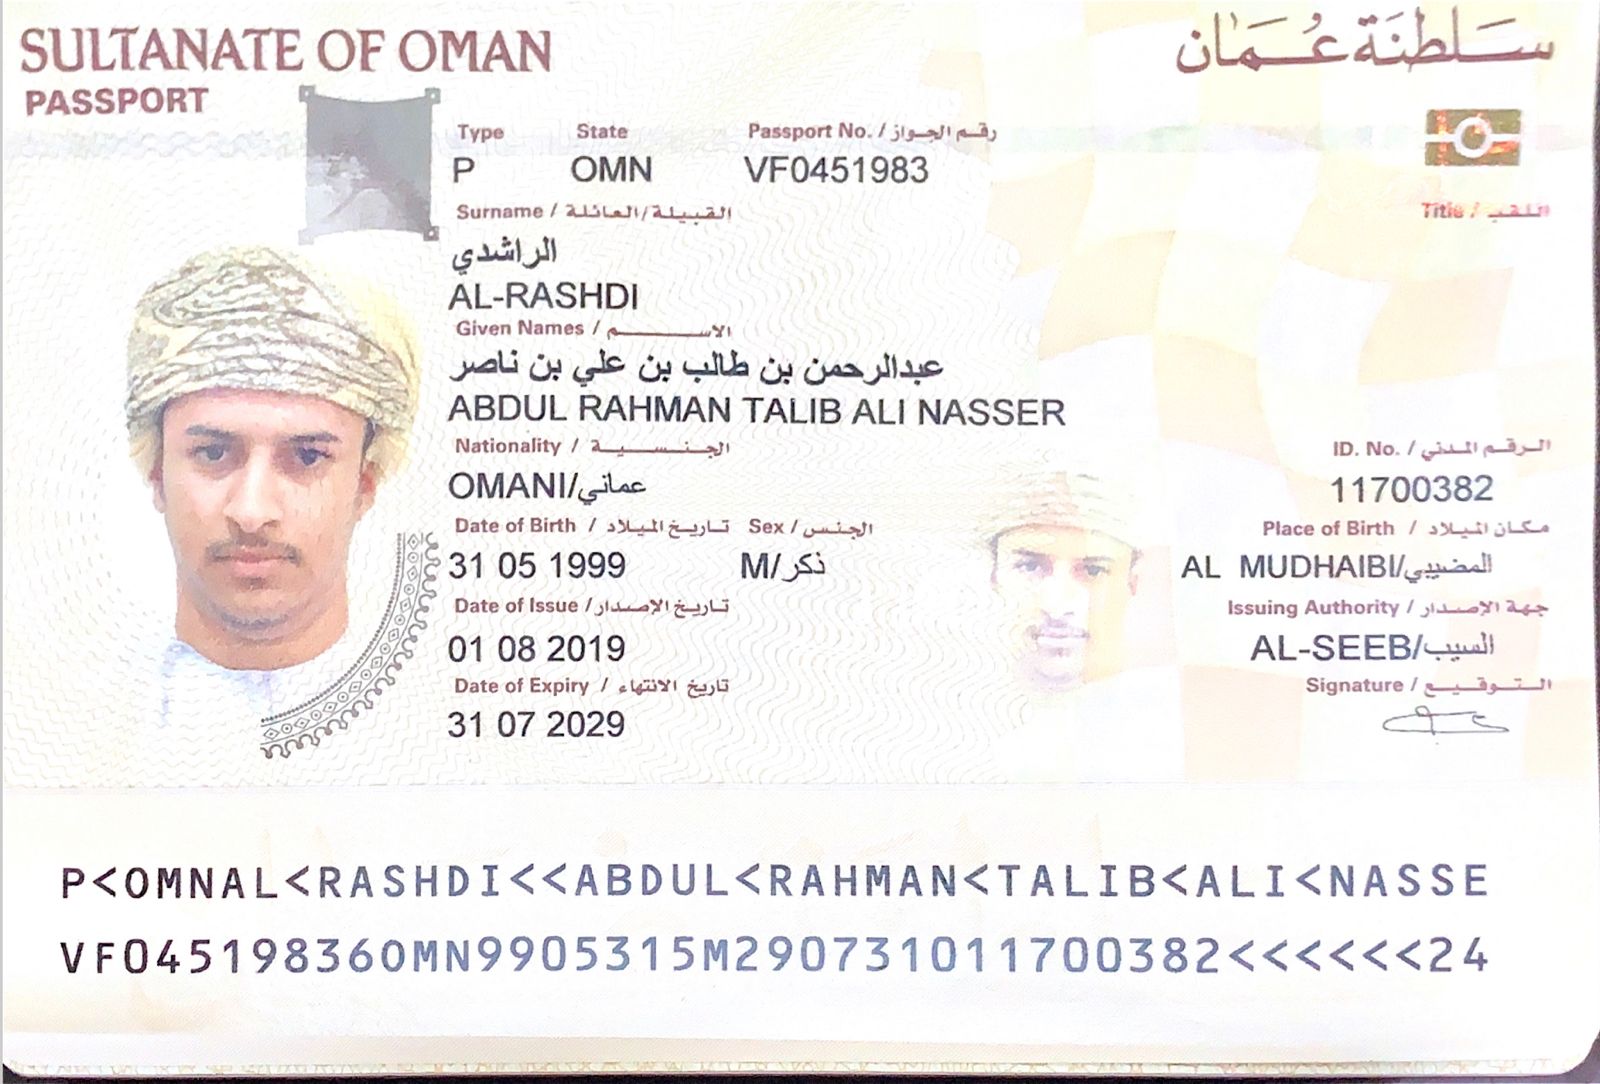 SULTANATE OF OMAN
سلطنة عُمان
PASSPORT
Type State Passport No. / رقم الجواز
P OMN VF0451983
Surname / القبيلة/العائلة
Title / اللقب
الراشدي
AL-RASHDI
Given Names / الاسم
عبدالرحمن بن طالب بن علي بن ناصر
ABDUL RAHMAN TALIB ALI NASSER
Nationality / الجنسية
ID. No. / الرقم المدني
OMANI/عماني
11700382
Date of Birth / تاريخ الميلاد Sex / الجنس
Place of Birth / مكان الميلاد
31 05 1999 M/ذكر
AL MUDHAIBI/المضيبي
Date of Issue / تاريخ الإصدار
Issuing Authority / جهة الإصدار
01 08 2019
AL-SEEB/السيب
Date of Expiry / تاريخ الانتهاء
Signature / التوقيع
31 07 2029
P<OMNAL<RASHDI<<ABDUL<RAHMAN<TALIB<ALI<NASSE
VF045198360MN9905315M290731011700382<<<<<<24